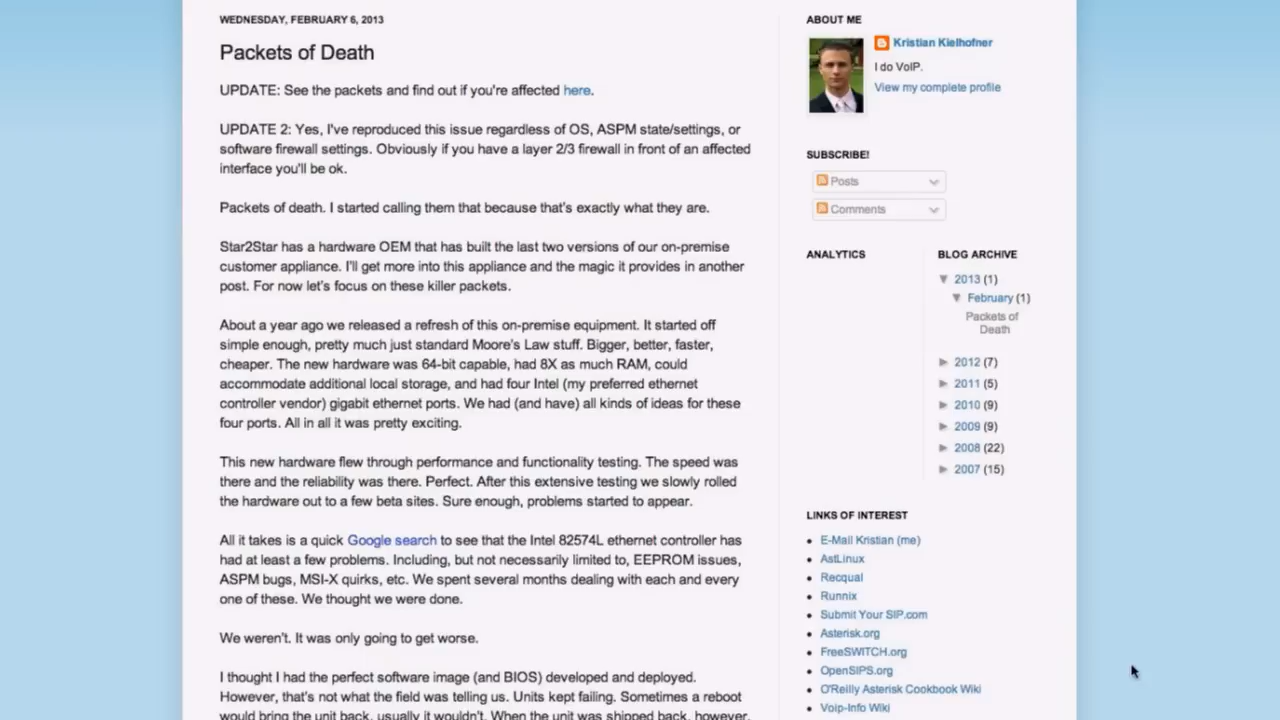 WEDNESDAY, FEBRUARY 6, 2013
Packets of Death
UPDATE: See the packets and find out if you're affected here.
UPDATE 2: Yes, I've reproduced this issue regardless of OS, ASPM state/settings, or
software firewall settings. Obviously if you have a layer 2/3 firewall in front of an affected
interface you'll be ok.
Packets of death. I started calling them that because that's exactly what they are.
Star2Star has a hardware OEM that has built the last two versions of our on-premise
customer appliance. I'll get more into this appliance and the magic it provides in another
post. For now let's focus on these killer packets.
About a year ago we released a refresh of this on-premise equipment. It started off
simple enough, pretty much just standard Moore's Law stuff. Bigger, better, faster,
cheaper. The new hardware was 64-bit capable, had 8X as much RAM, could
accommodate additional local storage, and had four Intel (my preferred ethernet
controller vendor) gigabit ethernet ports. We had (and have) all kinds of ideas for these
four ports. All in all it was pretty exciting.
This new hardware flew through performance and functionality testing. The speed was
there and the reliability was there. Perfect. After this extensive testing we slowly rolled
the hardware out to a few beta sites. Sure enough, problems started to appear.
All it takes is a quick Google search to see that the Intel 82574L ethernet controller has
had at least a few problems. Including, but not necessarily limited to, EEPROM issues,
ASPM bugs, MSI-X quirks, etc. We spent several months dealing with each and every
one of these. We thought we were done.
We weren't. It was only going to get worse.
I thought I had the perfect software image (and BIOS) developed and deployed.
However, that's not what the field was telling us. Units kept failing. Sometimes a reboot
would bring the unit back, usually it wouldn't. When the unit was shipped back, however,
ABOUT ME
Kristian Kielhofner
I do VoIP.
View my complete profile
SUBSCRIBE!
Posts
Comments
ANALYTICS
BLOG ARCHIVE
▼ 2013 (1)
▼ February (1)
Packets of
Death
► 2012 (7)
► 2011 (5)
► 2010 (9)
► 2009 (9)
► 2008 (22)
► 2007 (15)
LINKS OF INTEREST
E-Mail Kristian (me)
AstLinux
Recqual
Runnix
Submit Your SIP.com
Asterisk.org
FreeSWITCH.org
OpenSIPS.org
O'Reilly Asterisk Cookbook Wiki
Voip-Info Wiki